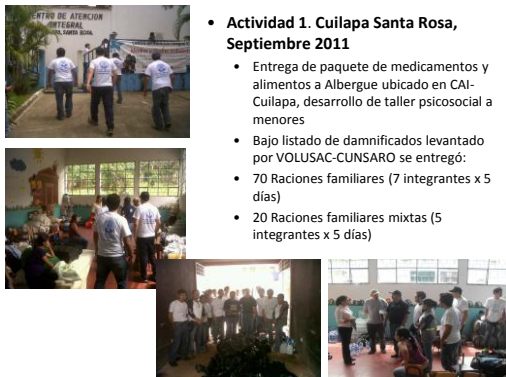 CENTRO DE ATENCION
INTEGRAL
SANTA ROSA.
• Actividad 1. Cuilapa Santa Rosa,
Septiembre 2011
• Entrega de paquete de medicamentos y
alimentos a Albergue ubicado en CAI-
Cuilapa, desarrollo de taller psicosocial a
menores
• Bajo listado de damnificados levantado
por VOLUSAC-CUNSARO se entregó:
• 70 Raciones familiares (7 integrantes x 5
días)
• 20 Raciones familiares mixtas (5
integrantes x 5 días)